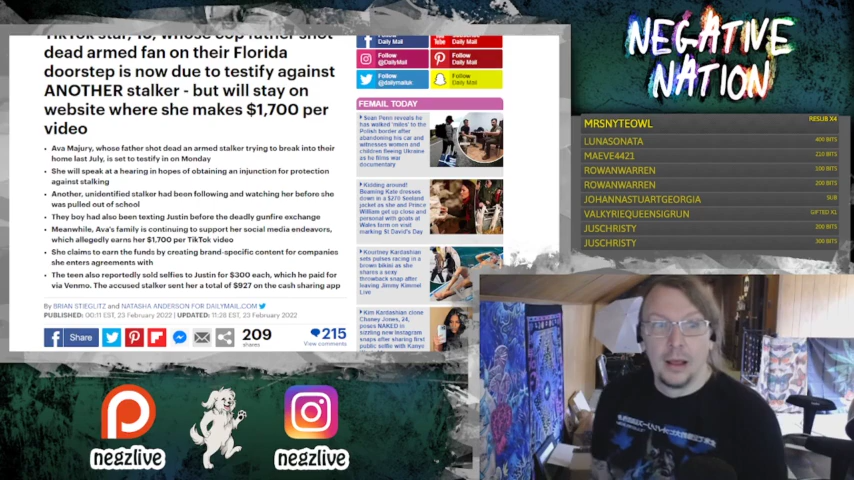 TikTok star, 15, whose cop father shot
dead armed fan on their Florida
doorstep is now due to testify against
ANOTHER stalker - but will stay on
website where she makes $1,700 per
video
Ava Majury, whose father shot dead an armed stalker trying to break into their
home last July, is set to testify in on Monday
She will speak at a hearing in hopes of obtaining an injunction for protection
against stalking
Another, unidentified stalker had been following and watching her before she
was pulled out of school
They boy had also been texting Justin before the deadly gunfire exchange
Meanwhile, Ava's family is continuing to support her social media endeavors,
which allegedly earns her $1,700 per TikTok video
She claims to earn the funds by creating brand-specific content for companies
she enters agreements with
The teen also reportedly sold selfies to Justin for $300 each, which he paid for
via Venmo. The accused stalker sent her a total of $927 on the cash sharing app
By BRIAN STIEGLITZ and NATASHA ANDERSON FOR DAILYMAIL.COM
PUBLISHED: 00:11 EST, 23 February 2022 | UPDATED: 11:26 EST, 23 February 2022
Share
209
shares
215
View comments
Daily Mail
Daily Mail
Follow
@DailyMail
Follow
Daily Mail
Follow
@dailymailuk
Follow
Daily Mail
FEMAIL TODAY
Sean Penn reveals he
has walked 'miles' to the
Polish border after
abandoning his car and
witnesses women and
children fleeing Ukraine
as he films war
documentary
Kidding around!
Beaming Kate dresses
down in a $270 Seeland
jacket as she and Prince
William get up close and
personal with goats at
Wales farm on visit
marking St David's Day
Kourtney Kardashian
sets pulses racing in a
brown bikini as she
shares a sexy
throwback snap after
leaving Jimmy Kimmel
Live
Kim Kardashian clone
Chaney Jones, 24,
poses NAKED in
sizzling new Instagram
snaps after sharing
first public selfie with
Kanye
NEGATIVE
NATION
MRSNYTEOWL RESUB X4
LUNASONATA 400 BITS
MAEVE4421 210 BITS
ROWANWARREN 100 BITS
ROWANWARREN 200 BITS
JOHANNASTUARTGEORGIA SUB
VALKYRIEQUEENSIGRUN GIFTED X1
JUSCHRISTY 200 BITS
JUSCHRISTY 300 BITS
negzlive
negzlive